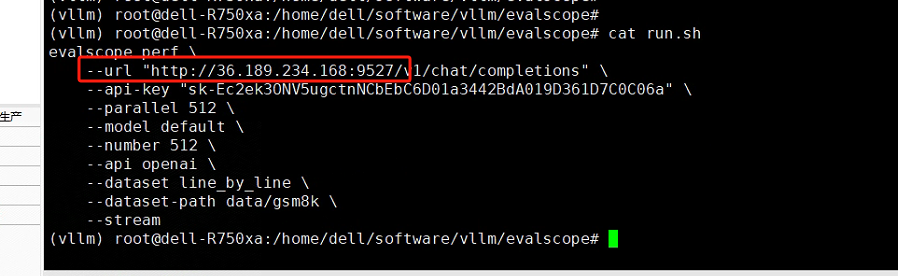 (vllm) root@dell-R750xa:/home/dell/software/vllm/evalscope#
(vllm) root@dell-R750xa:/home/dell/software/vllm/evalscope# cat run.sh
evalscope perf \
--url "http://36.189.234.168:9527/v1/chat/completions" \
--api-key "sk-Ec2ek3ONV5ugctnNCbEbC6D01a3442BdA019D361D7C0C06a" \
--parallel 512 \
--model default \
--number 512 \
--api openai \
--dataset line_by_line \
--dataset-path data/gsm8k \
--stream
(vllm) root@dell-R750xa:/home/dell/software/vllm/evalscope#
生产